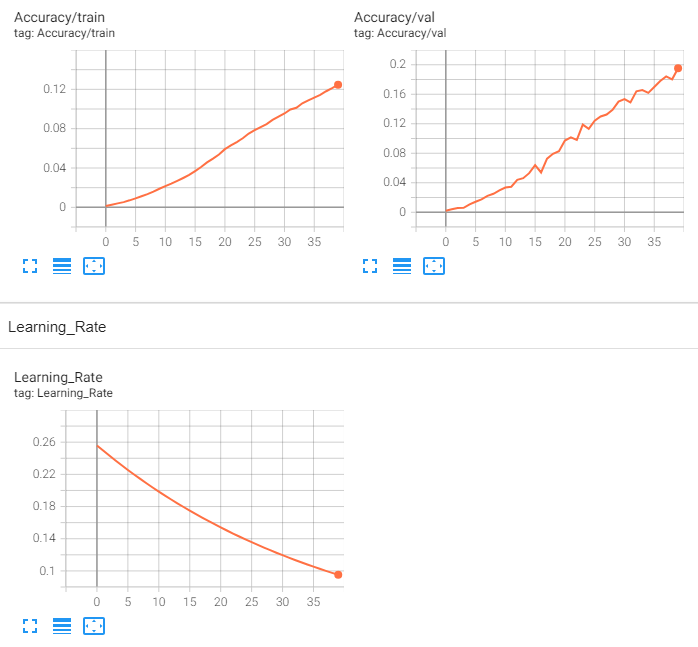 Accuracy/train
tag: Accuracy/train
0.12
0.08
0.04
0
0 5 10 15 20 25 30 35
Accuracy/val
tag: Accuracy/val
0.2
0.16
0.12
0.08
0.04
0
0 5 10 15 20 25 30 35
Learning_Rate
Learning_Rate
tag: Learning_Rate
0.26
0.22
0.18
0.14
0.1
0 5 10 15 20 25 30 35